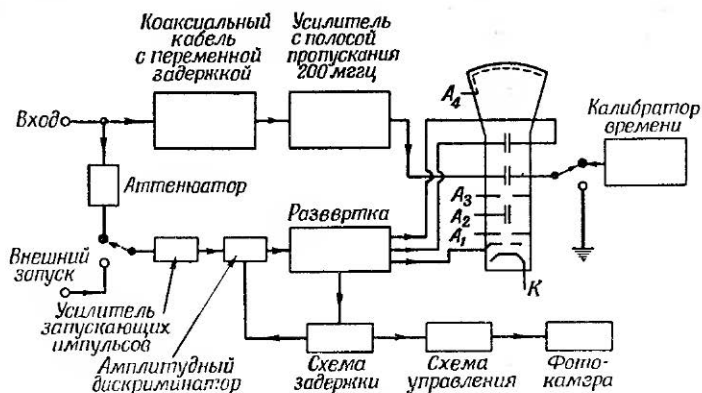 Коаксиальный
кабель
с переменной
задержкой
Усилитель
с полосой
пропускания
200 мггц
A4
Калибратор
времени
Вход
Аттенюатор
A3
A2
A1
К
Развертка
Внешний
запуск
Усилитель
запускающих
импульсов
Амплитудный
дискриминатор
Схема
задержки
Схема
управления
Фото-
камера